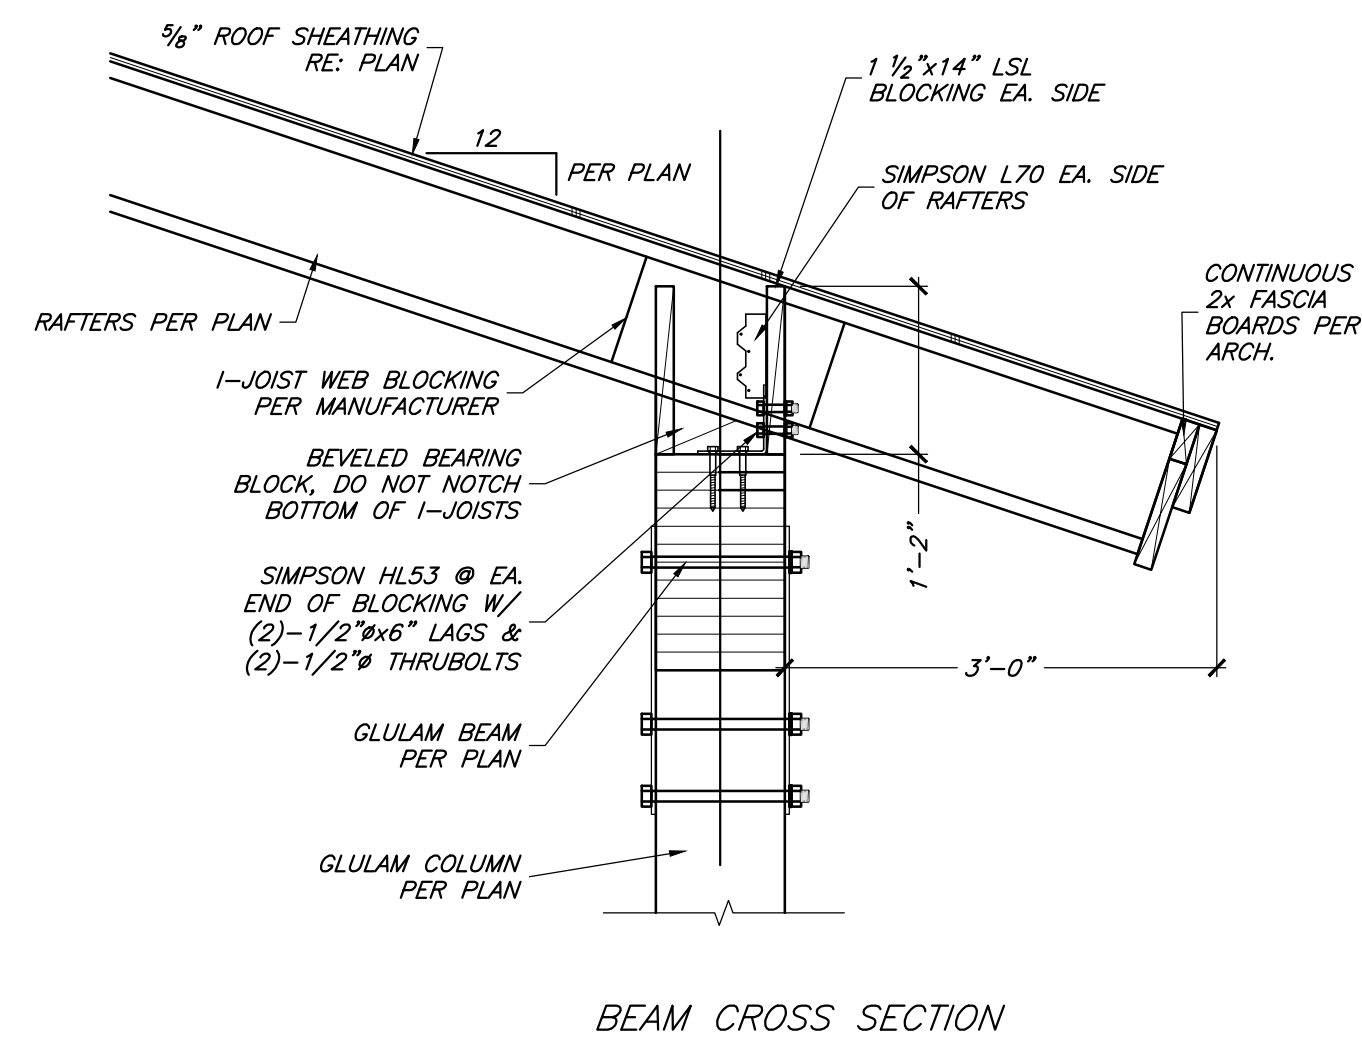 ⅝" ROOF SHEATHING
RE: PLAN
1 ½"x14" LSL
BLOCKING EA. SIDE
12
PER PLAN
SIMPSON L70 EA. SIDE
OF RAFTERS
CONTINUOUS
2x FASCIA
BOARDS PER
ARCH.
RAFTERS PER PLAN
I-JOIST WEB BLOCKING
PER MANUFACTURER
BEVELED BEARING
BLOCK, DO NOT NOTCH
BOTTOM OF I-JOISTS
1'-2"
SIMPSON HL53 @ EA.
END OF BLOCKING W/
(2)-1/2"øx6" LAGS &
(2)-1/2"ø THRUBOLTS
3'-0"
GLULAM BEAM
PER PLAN
GLULAM COLUMN
PER PLAN
BEAM CROSS SECTION